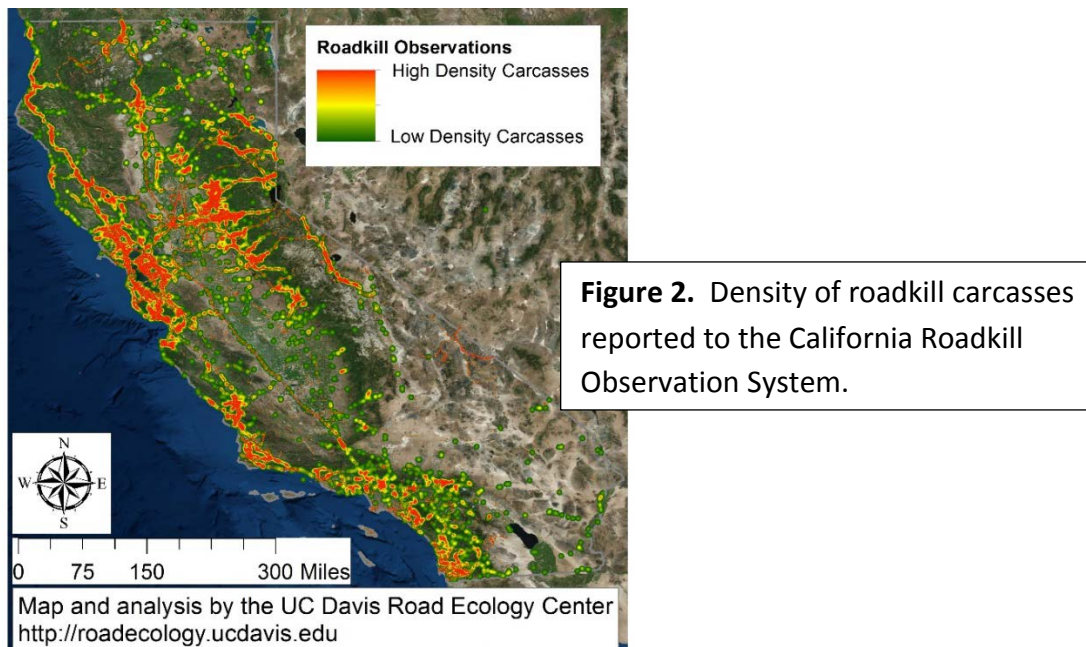 Roadkill Observations
High Density Carcasses
Low Density Carcasses
Figure 2. Density of roadkill carcasses
reported to the California Roadkill
Observation System.
N
W E
S
0 75 150 300 Miles
Map and analysis by the UC Davis Road Ecology Center
http://roadecology.ucdavis.edu